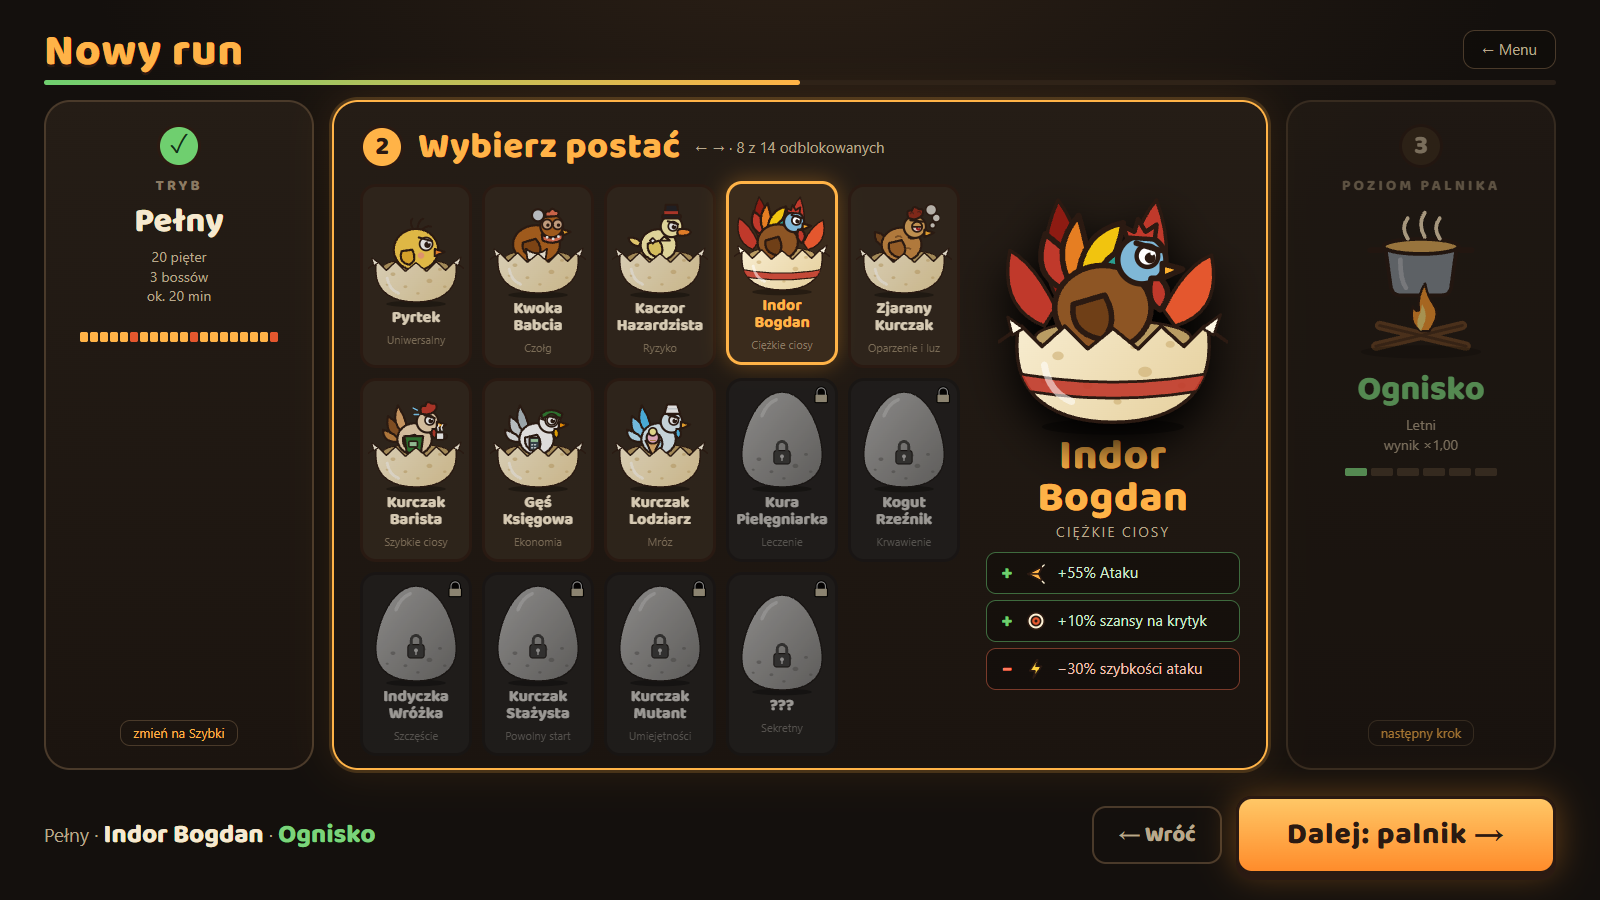 Nowy run
← Menu
TRYB
Pełny
20 pięter
3 bossów
ok. 20 min
zmień na Szybki
2 Wybierz postać ← → · 8 z 14 odblokowanych
Pyrtek
Uniwersalny
Kwoka
Babcia
Czołg
Kaczor
Hazardzista
Ryzyko
Indor
Bogdan
Ciężkie ciosy
Zjarany
Kurczak
Oparzenie i luz
Kurczak
Barista
Szybkie ciosy
Gęś
Księgowa
Ekonomia
Kurczak
Lodziarz
Mróz
Kura
Pielęgniarka
Leczenie
Kogut
Rzeźnik
Krwawienie
Indyczka
Wróżka
Szczęście
Kurczak
Stażysta
Powolny start
Kurczak
Mutant
Umiejętności
???
Sekretny
Indor
Bogdan
CIĘŻKIE CIOSY
+ +55% Ataku
+ +10% szansy na krytyk
− −30% szybkości ataku
3
POZIOM PALNIKA
Ognisko
Letni
wynik ×1,00
następny krok
Pełny · Indor Bogdan · Ognisko
← Wróć
Dalej: palnik →